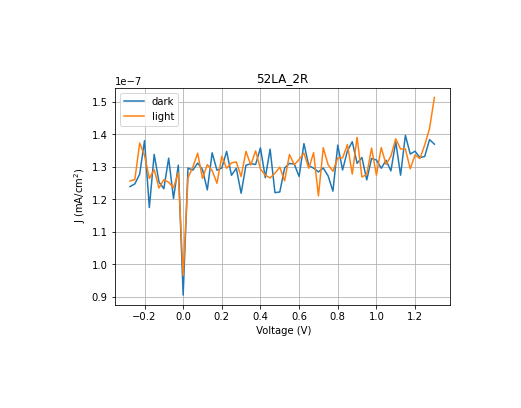 52LA_2R
1e−7
dark
light
1.5
1.4
1.3
1.2
1.1
1.0
0.9
J (mA/cm²)
−0.2 0.0 0.2 0.4 0.6 0.8 1.0 1.2
Voltage (V)